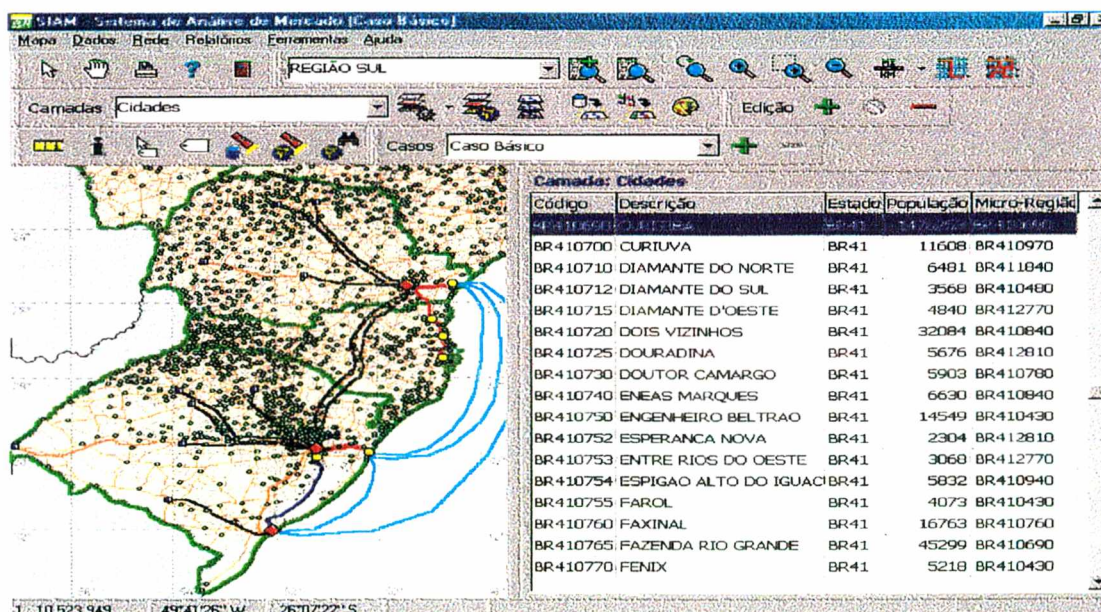 SIAM - Sistema de Análise de Mercado [Caso Básico]
Mapa Dados Rede Relatórios Ferramentas Ajuda
REGIÃO SUL
Camadas Cidades Edição
Casos Caso Básico
Camada: Cidades
Código Descrição Estado População Micro-Região
CURITIBA
BR410700 CURIUVA BR41 11608 BR410970
BR410710 DIAMANTE DO NORTE BR41 6481 BR411840
BR410712 DIAMANTE DO SUL BR41 3568 BR410480
BR410715 DIAMANTE D'OESTE BR41 4840 BR412770
BR410720 DOIS VIZINHOS BR41 32084 BR410840
BR410725 DOURADINA BR41 5676 BR412810
BR410730 DOUTOR CAMARGO BR41 5903 BR410780
BR410740 ENEAS MARQUES BR41 6630 BR410840
BR410750 ENGENHEIRO BELTRAO BR41 14549 BR410430
BR410752 ESPERANCA NOVA BR41 2304 BR412810
BR410753 ENTRE RIOS DO OESTE BR41 3068 BR412770
BR410754 ESPIGAO ALTO DO IGUAC BR41 5832 BR410940
BR410755 FAROL BR41 4073 BR410430
BR410760 FAXINAL BR41 16763 BR410760
BR410765 FAZENDA RIO GRANDE BR41 45299 BR410690
BR410770 FENIX BR41 5218 BR410430
1: 10.523.949 49°41'26" W 26°07'22" S